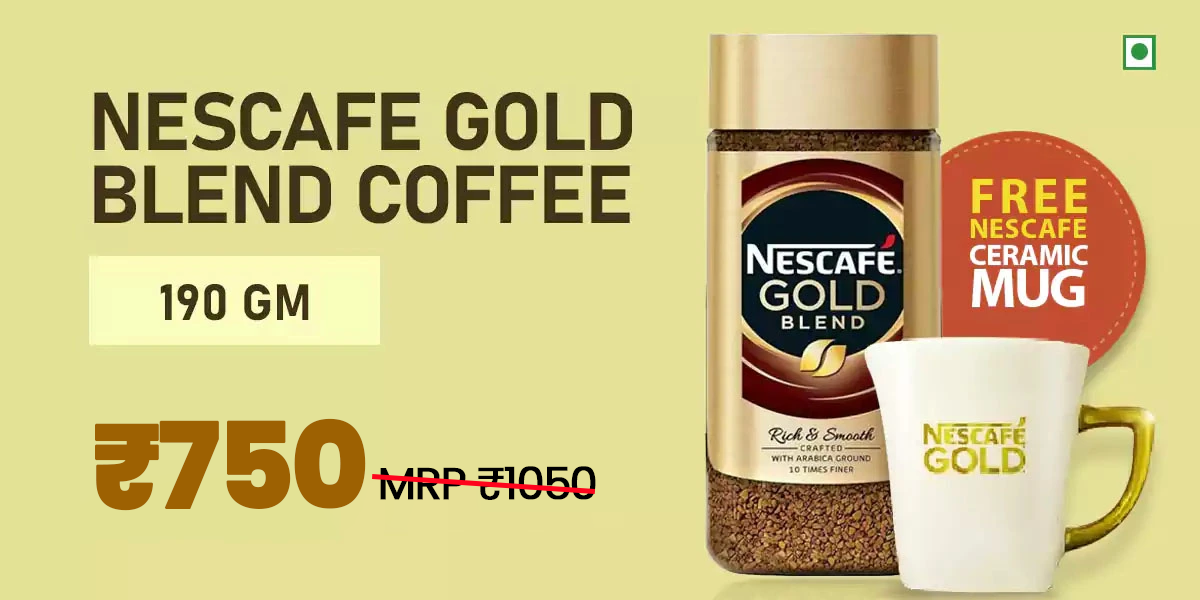 NESCAFE GOLD
BLEND COFFEE
190 GM
₹750
MRP ₹1050
NESCAFÉ.
GOLD
BLEND
Rich & Smooth
CRAFTED
WITH ARABICA GROUND
10 TIMES FINER
FREE
NESCAFE
CERAMIC
MUG
NESCAFÉ
GOLD